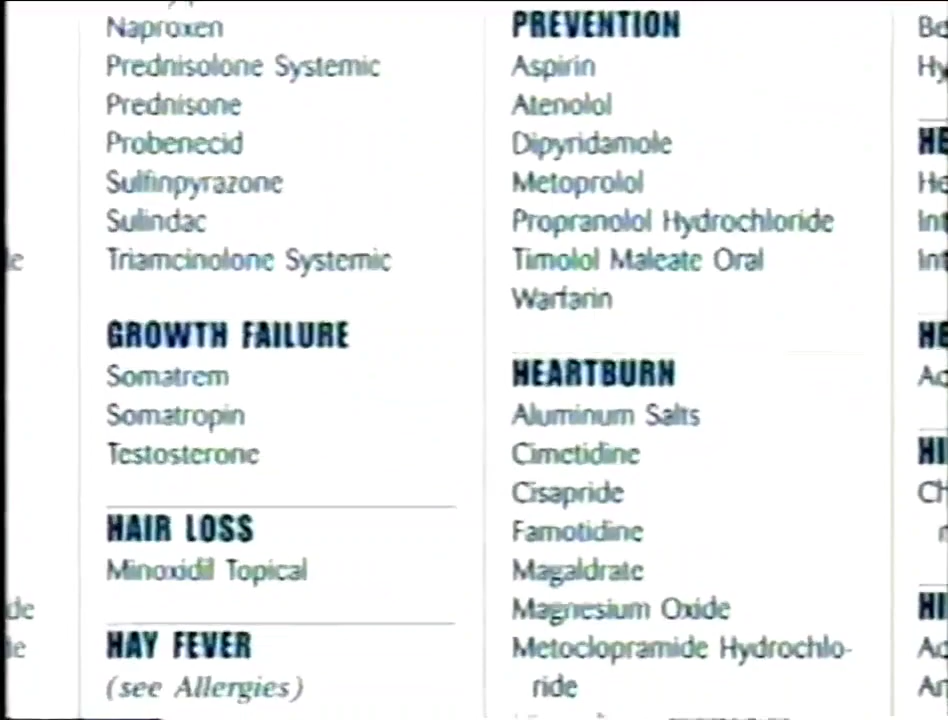 Naproxen
Prednisolone Systemic
Prednisone
Probenecid
Sulfinpyrazone
Sulindac
Triamcinolone Systemic
GROWTH FAILURE
Somatrem
Somatropin
Testosterone
HAIR LOSS
Minoxidil Topical
HAY FEVER
(see Allergies)
PREVENTION
Aspirin
Atenolol
Dipyridamole
Metoprolol
Propranolol Hydrochloride
Timolol Maleate Oral
Warfarin
HEARTBURN
Aluminum Salts
Cimetidine
Cisapride
Famotidine
Magaldrate
Magnesium Oxide
Metoclopramide Hydrochlo-
ride